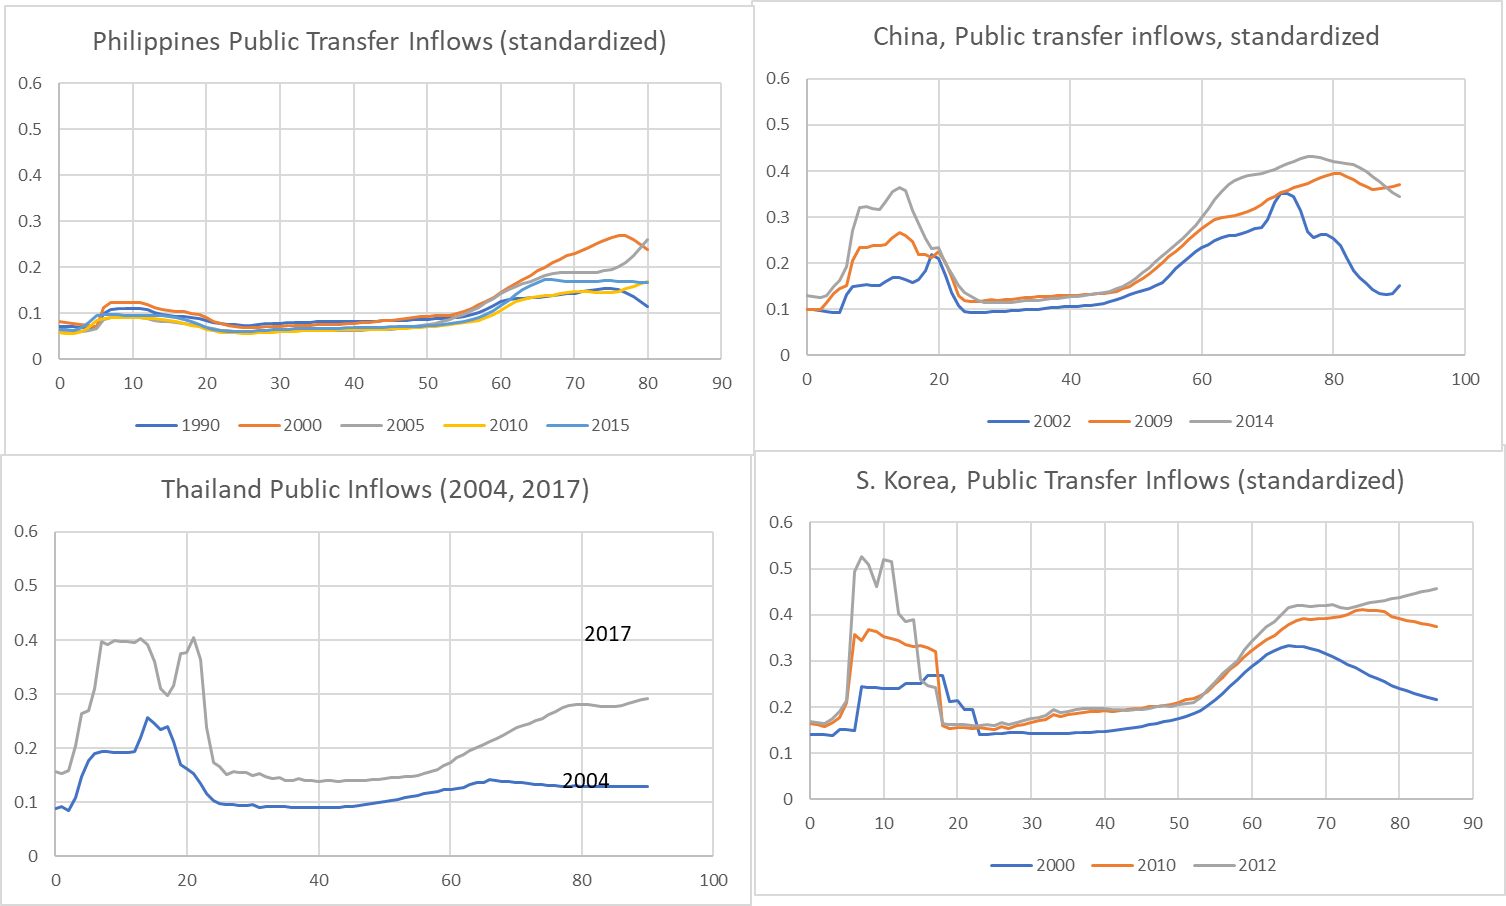 Philippines Public Transfer Inflows (standardized)
0.6
0.5
0.4
0.3
0.2
0.1
0
0 10 20 30 40 50 60 70 80 90
1990 2000 2005 2010 2015
China, Public transfer inflows, standardized
0.6
0.5
0.4
0.3
0.2
0.1
0
0 20 40 60 80 100
2002 2009 2014
Thailand Public Inflows (2004, 2017)
0.6
0.5
0.4
0.3
0.2
0.1
0
2017
2004
0 20 40 60 80 100
S. Korea, Public Transfer Inflows (standardized)
0.6
0.5
0.4
0.3
0.2
0.1
0
0 10 20 30 40 50 60 70 80 90
2000 2010 2012